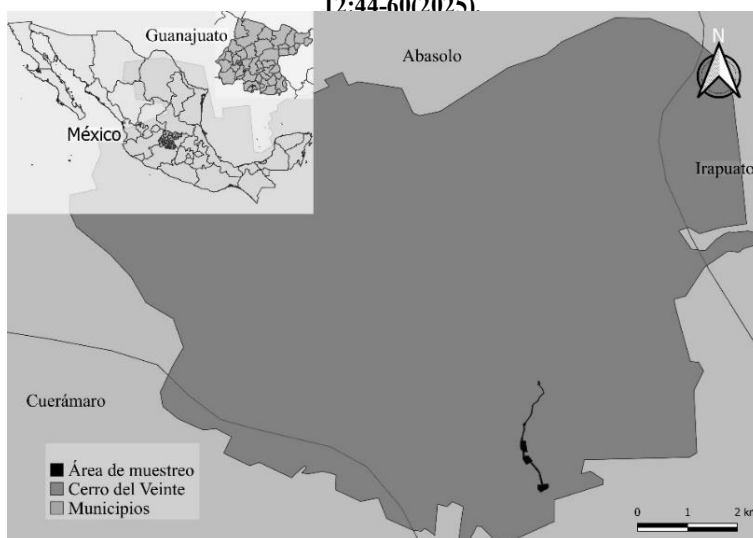 12:44-60(2025).
Guanajuato
México
Abasolo
N
Irapuato
Cuerámaro
Área de muestreo
Cerro del Veinte
Municipios
0 1 2 km